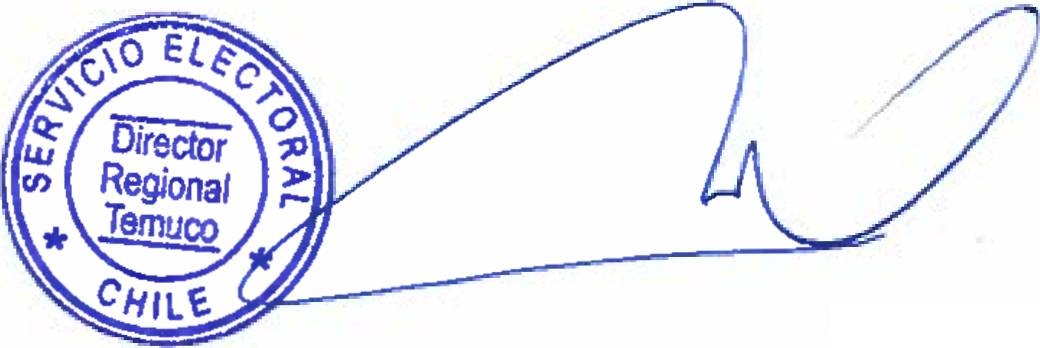 SERVICIO ELECTORAL
Director
Regional
Temuco
* CHILE *